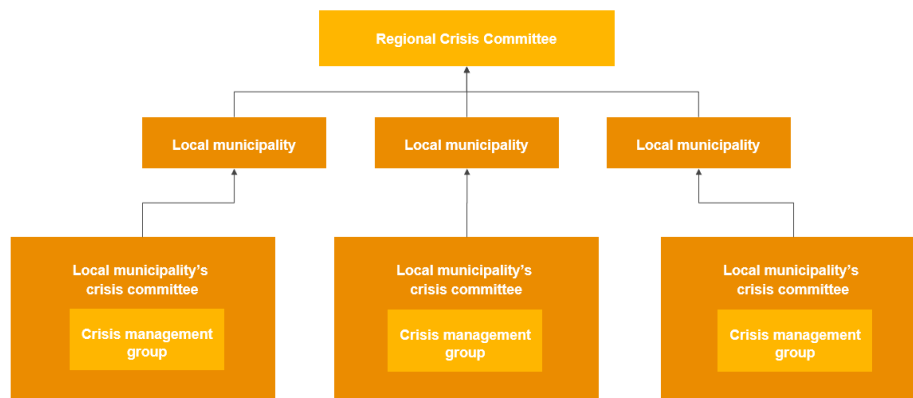 Regional Crisis Committee
Local municipality
Local municipality
Local municipality
Local municipality’s
crisis committee
Crisis management
group
Local municipality’s
crisis committee
Crisis management
group
Local municipality’s
crisis committee
Crisis management
group